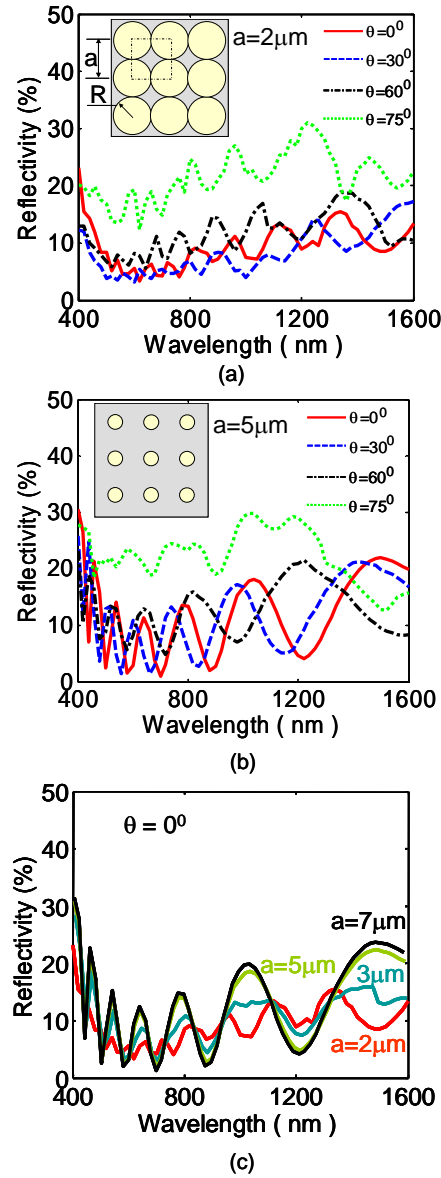 50
40
30
20
10
0
Reflectivity (%)
a
R
a=2μm
θ=0⁰
θ=30⁰
θ=60⁰
θ=75⁰
400 800 1200 1600
Wavelength ( nm )
(a)
50
40
30
20
10
0
Reflectivity (%)
a=5μm
θ=0⁰
θ=30⁰
θ=60⁰
θ=75⁰
400 800 1200 1600
Wavelength ( nm )
(b)
50
40
30
20
10
0
Reflectivity (%)
θ = 0⁰
a=7μm
a=5μm
3μm
a=2μm
400 800 1200 1600
Wavelength ( nm )
(c)